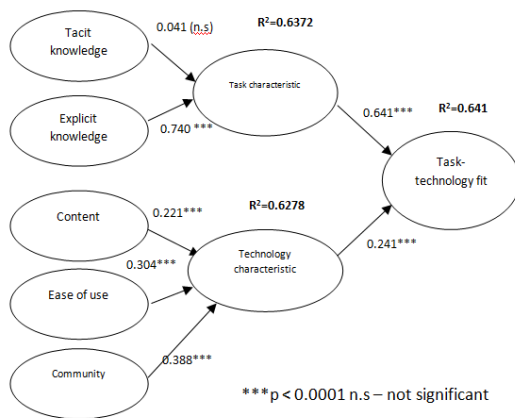 Tacit
knowledge
0.041 (n.s)
R²=0.6372
Task characteristic
Explicit
knowledge
0.740 ***
0.641***
R²=0.641
Task-
technology fit
Content
0.221***
R²=0.6278
Technology
characteristic
0.241***
0.304***
Ease of use
0.388***
Community
***p < 0.0001 n.s – not significant